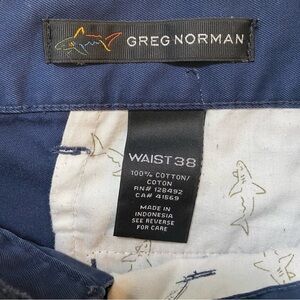 GREG NORMAN
WAIST 38
100% COTTON/
COTON
RN# 128492
CA# 41869
MADE IN
INDONESIA
SEE REVERSE
FOR CARE